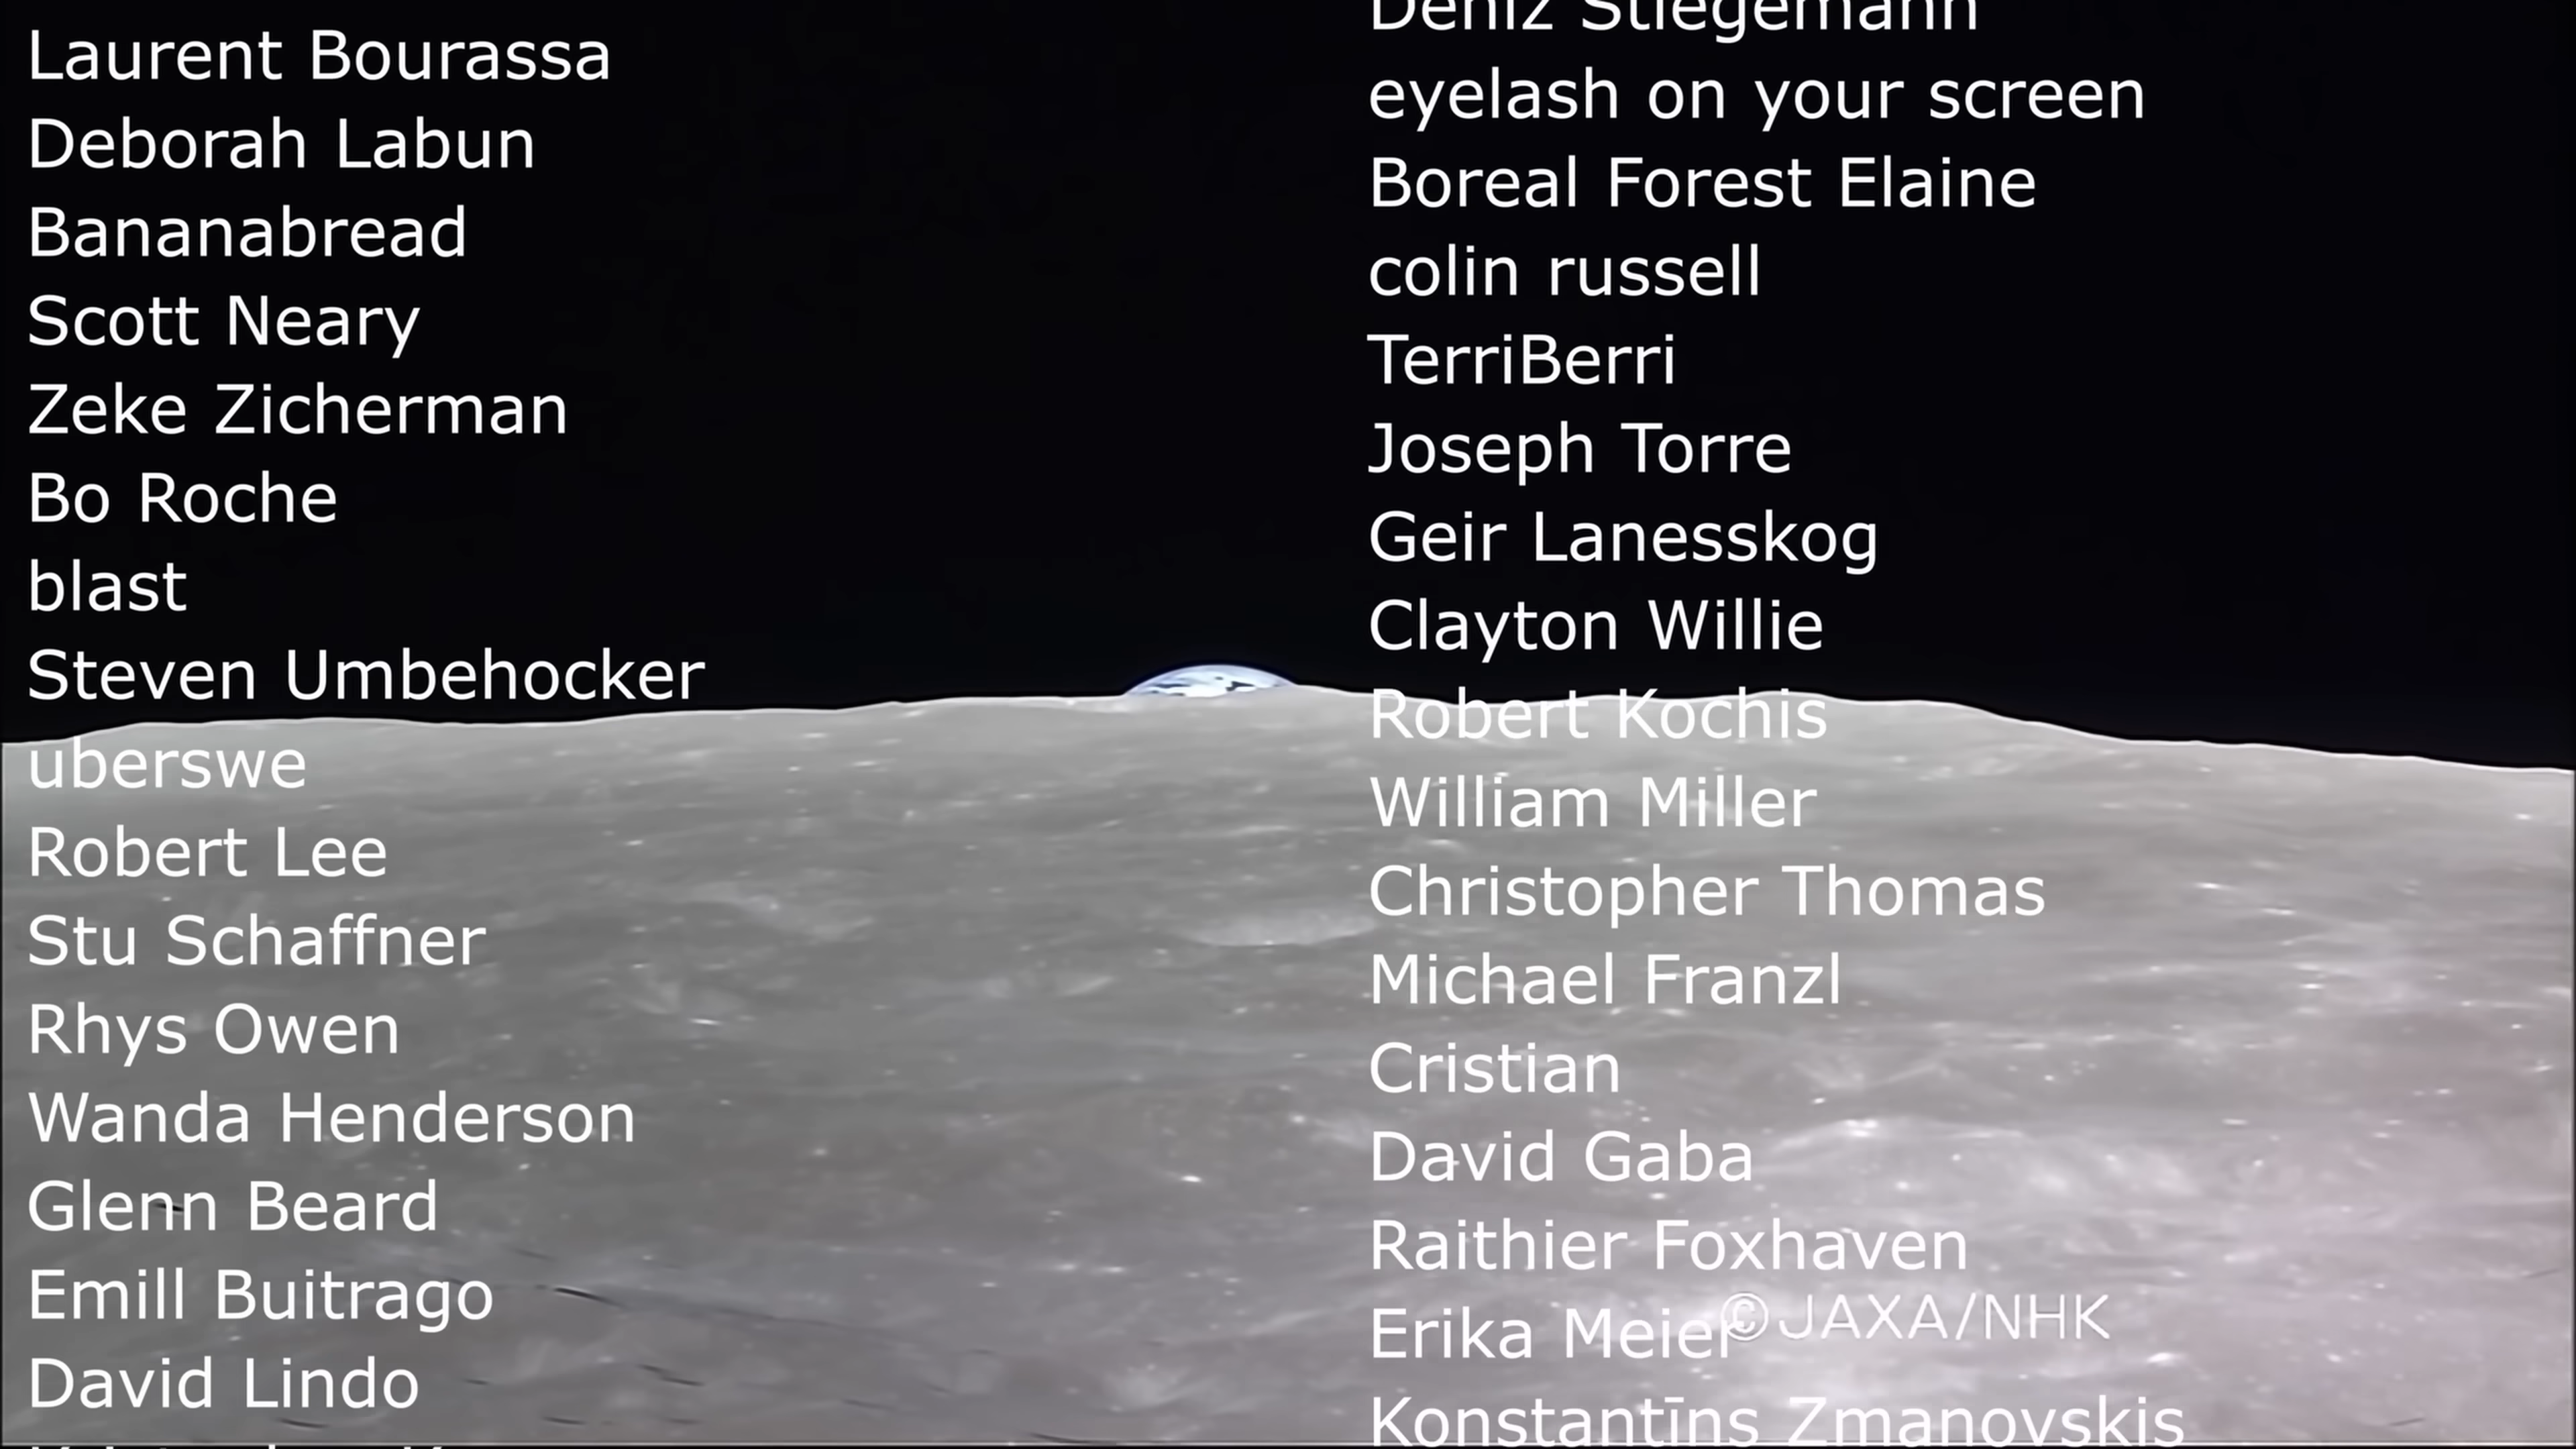 Laurent Bourassa
Deborah Labun
Bananabread
Scott Neary
Zeke Zicherman
Bo Roche
blast
Steven Umbehocker
uberswe
Robert Lee
Stu Schaffner
Rhys Owen
Wanda Henderson
Glenn Beard
Emill Buitrago
David Lindo
Deniz Stiegemann
eyelash on your screen
Boreal Forest Elaine
colin russell
TerriBerri
Joseph Torre
Geir Lanesskog
Clayton Willie
Robert Kochis
William Miller
Christopher Thomas
Michael Franzl
Cristian
David Gaba
Raithier Foxhaven
Erika Meier
©JAXA/NHK
Konstantīns Zmanovskis